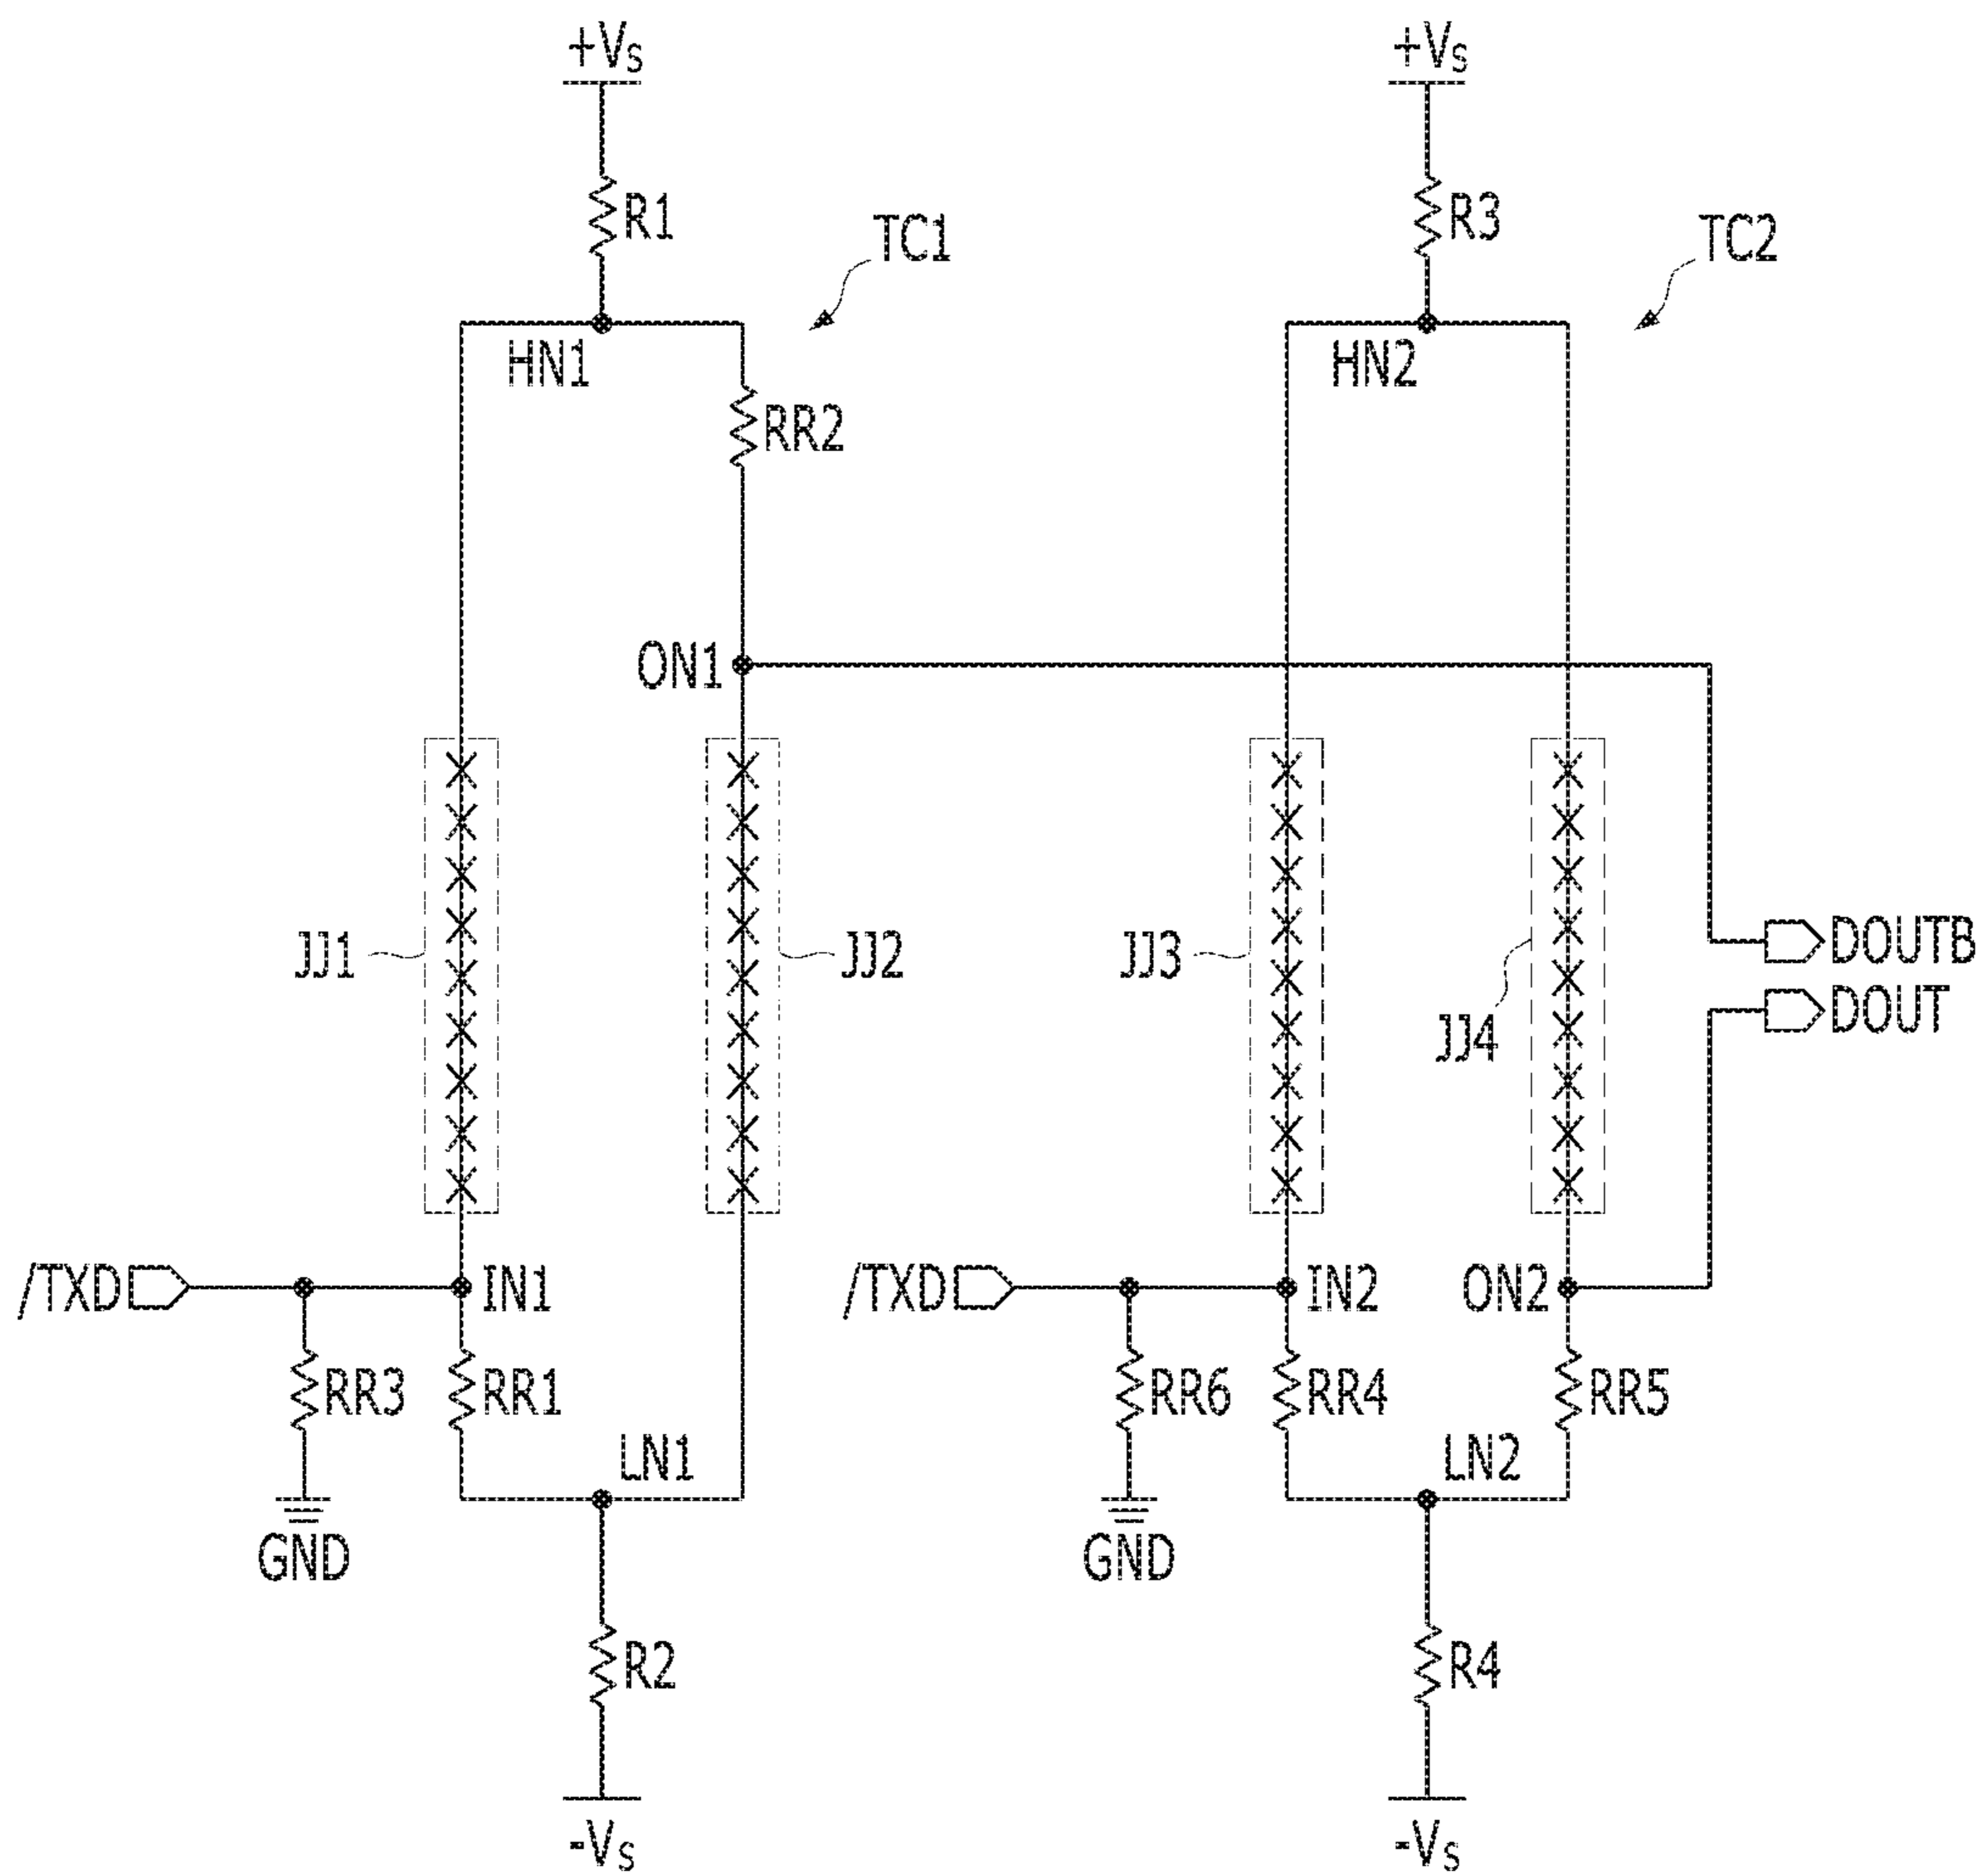 +VS
+VS
R1
R3
TC1
TC2
HN1
HN2
RR2
ON1
JJ1
JJ2
JJ3
JJ4
DOUTB
DOUT
/TXD
IN1
/TXD
IN2
ON2
RR3
RR1
RR6
RR4
RR5
LN1
LN2
GND
GND
R2
R4
-VS
-VS